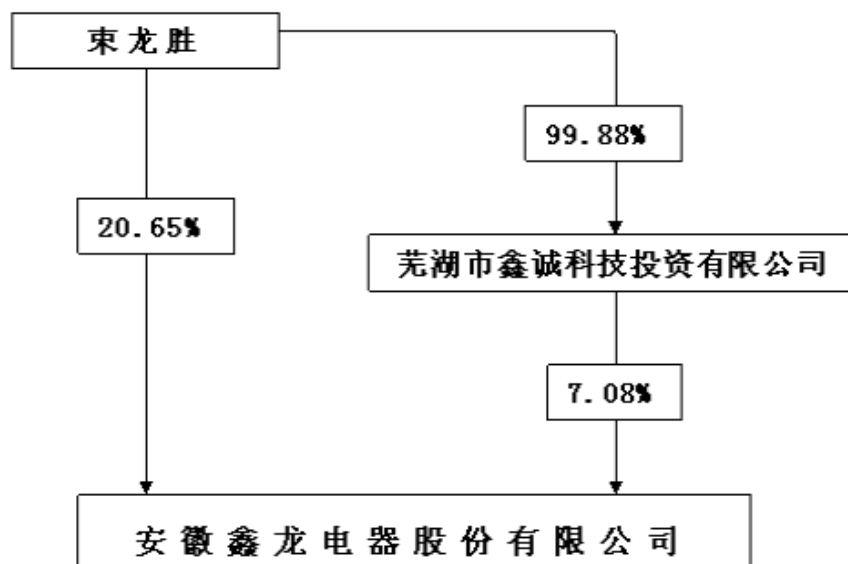 束龙胜
99.88%
20.65%
芜湖市鑫诚科技投资有限公司
7.08%
安徽鑫龙电器股份有限公司